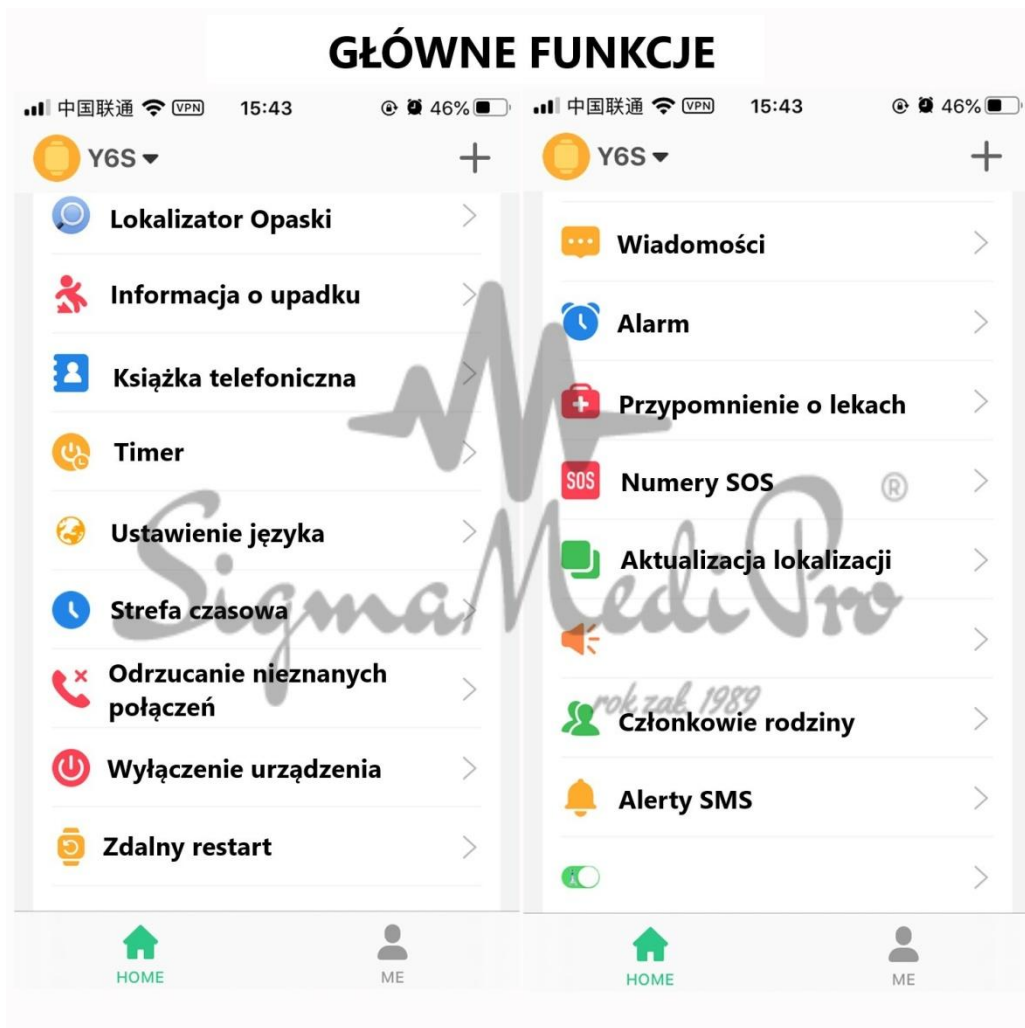 GŁÓWNE FUNKCJE
中国联通 VPN 15:43 46%
Y6S
Lokalizator Opaski
Informacja o upadku
Książka telefoniczna
Timer
Ustawienie języka
Strefa czasowa
Odrzucanie nieznanych
połączeń
Wyłączenie urządzenia
Zdalny restart
HOME ME
中国联通 VPN 15:43 46%
Y6S
Wiadomości
Alarm
Przypomnienie o lekach
SOS Numery SOS
Aktualizacja lokalizacji
Członkowie rodziny
Alerty SMS
HOME ME
SigmaMediPro ®
rok zał. 1989